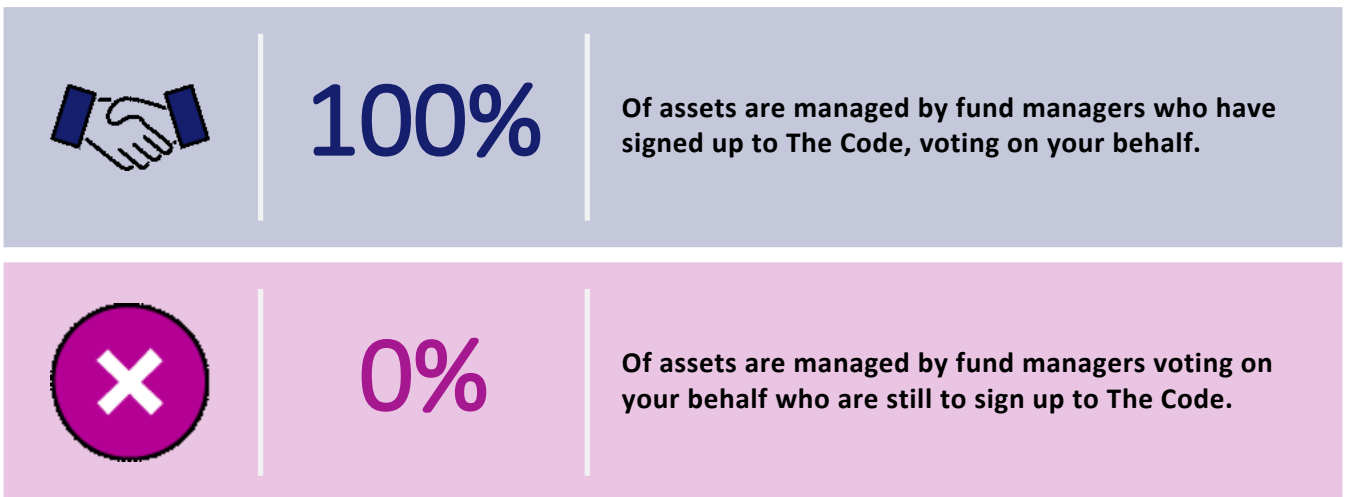 100%
Of assets are managed by fund managers who have
signed up to The Code, voting on your behalf.
0%
Of assets are managed by fund managers voting on
your behalf who are still to sign up to The Code.